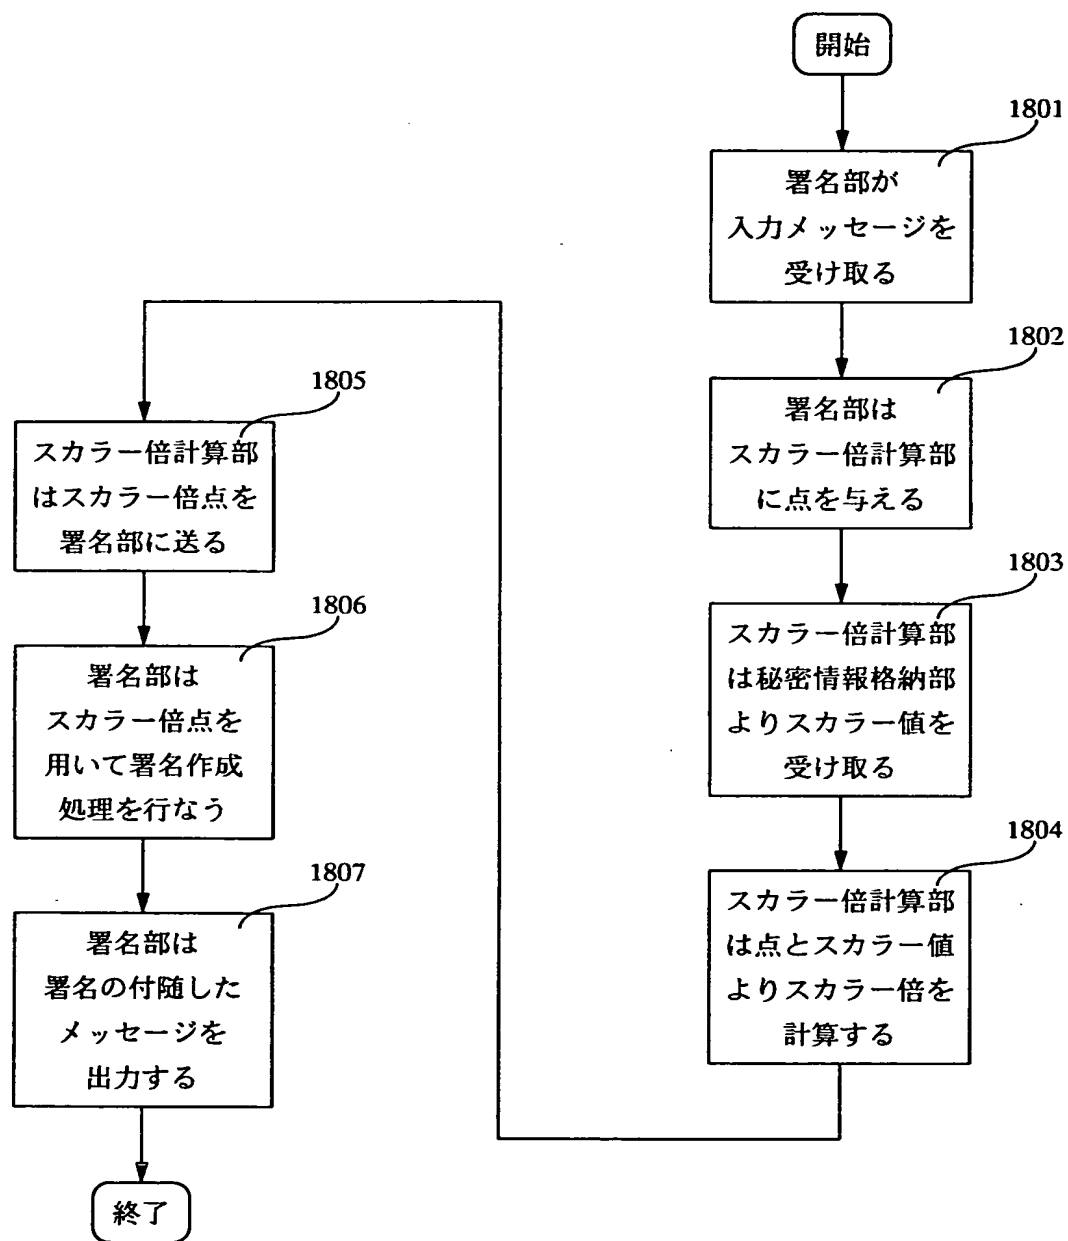 開始
1801
署名部が
入力メッセージを
受け取る
1802
署名部は
スカラー倍計算部
に点を与える
1803
スカラー倍計算部
は秘密情報格納部
よりスカラー値を
受け取る
1804
スカラー倍計算部
は点とスカラー値
よりスカラー倍を
計算する
1805
スカラー倍計算部
はスカラー倍点を
署名部に送る
1806
署名部は
スカラー倍点を
用いて署名作成
処理を行なう
1807
署名部は
署名の付随した
メッセージを
出力する
終了